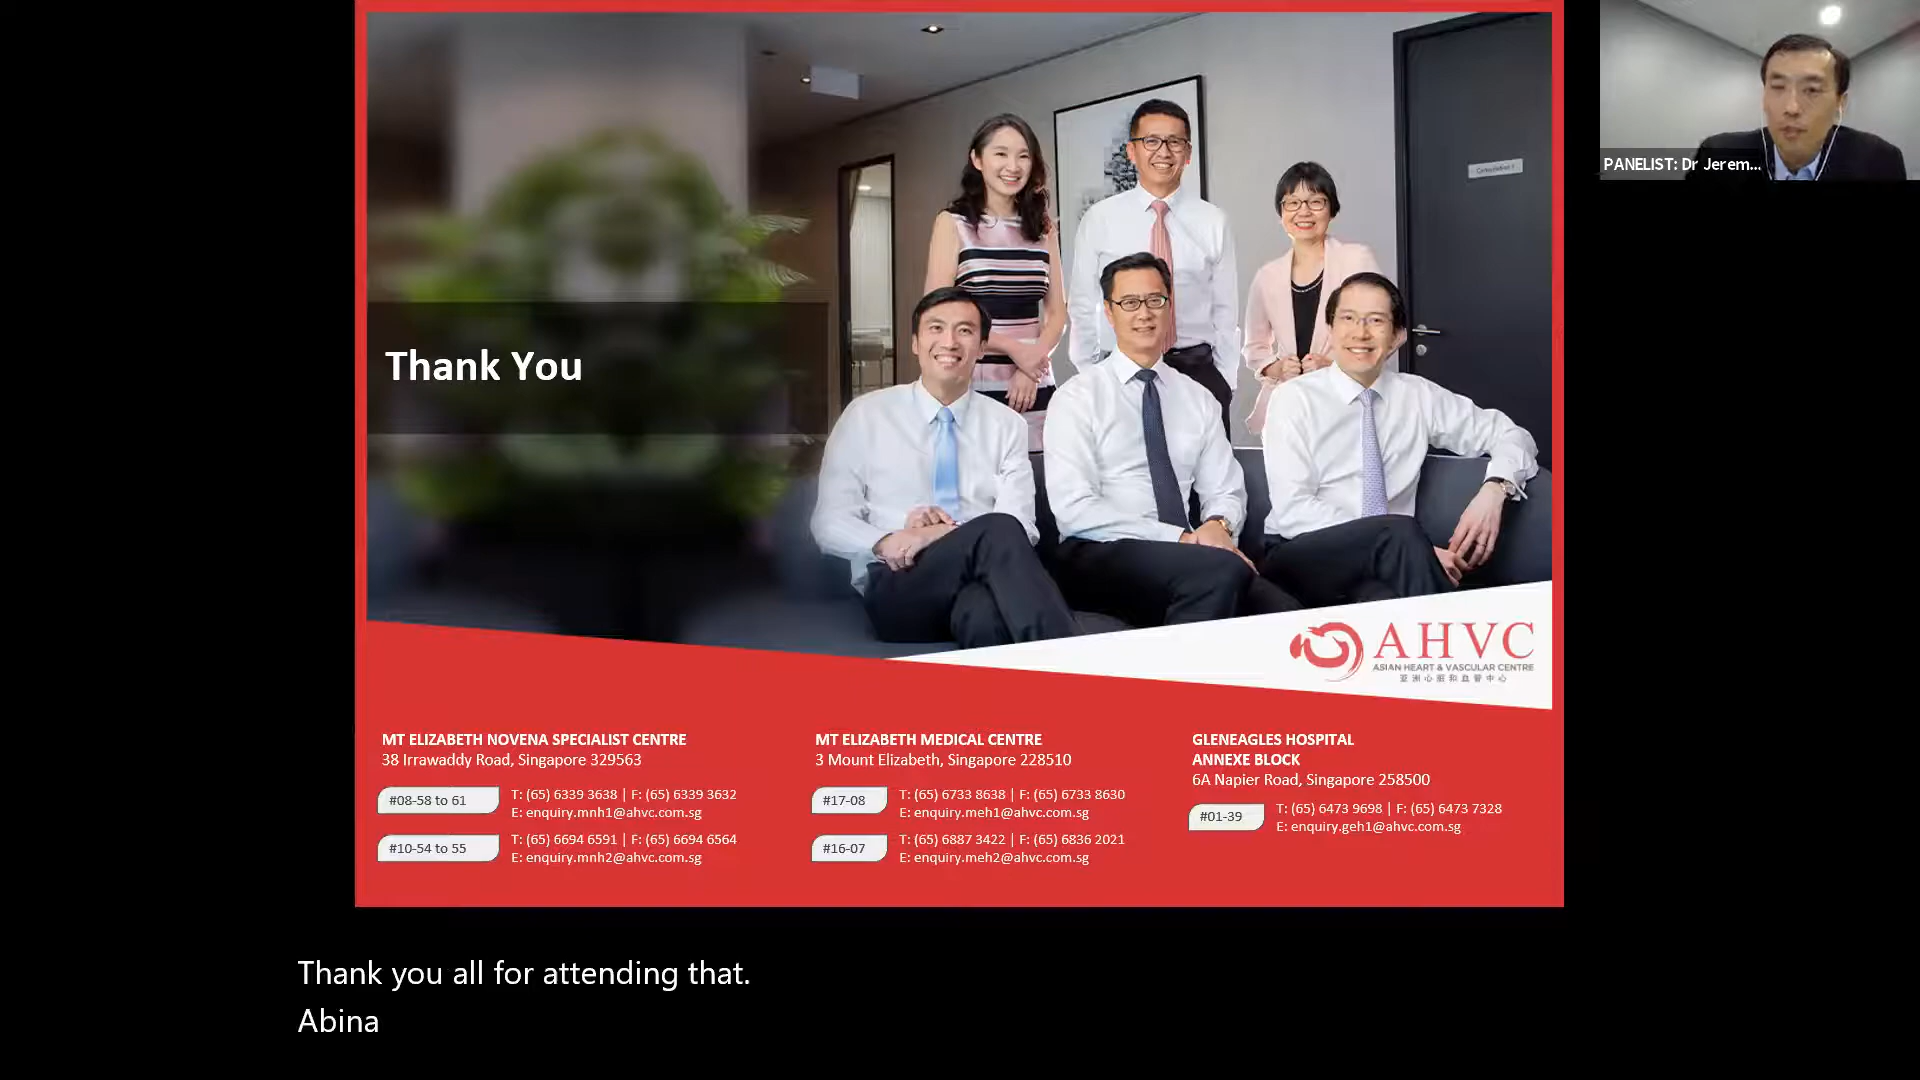 PANELIST: Dr Jerem...
Thank You
AHVC
ASIAN HEART & VASCULAR CENTRE
亚洲心脏和血管中心
MT ELIZABETH NOVENA SPECIALIST CENTRE
38 Irrawaddy Road, Singapore 329563
#08-58 to 61
T: (65) 6339 3638 | F: (65) 6339 3632
E: enquiry.mnh1@ahvc.com.sg
#10-54 to 55
T: (65) 6694 6591 | F: (65) 6694 6564
E: enquiry.mnh2@ahvc.com.sg
MT ELIZABETH MEDICAL CENTRE
3 Mount Elizabeth, Singapore 228510
#17-08
T: (65) 6733 8638 | F: (65) 6733 8630
E: enquiry.meh1@ahvc.com.sg
#16-07
T: (65) 6887 3422 | F: (65) 6836 2021
E: enquiry.meh2@ahvc.com.sg
GLENEAGLES HOSPITAL
ANNEXE BLOCK
6A Napier Road, Singapore 258500
#01-39
T: (65) 6473 9698 | F: (65) 6473 7328
E: enquiry.geh1@ahvc.com.sg
Thank you all for attending that.
Abina